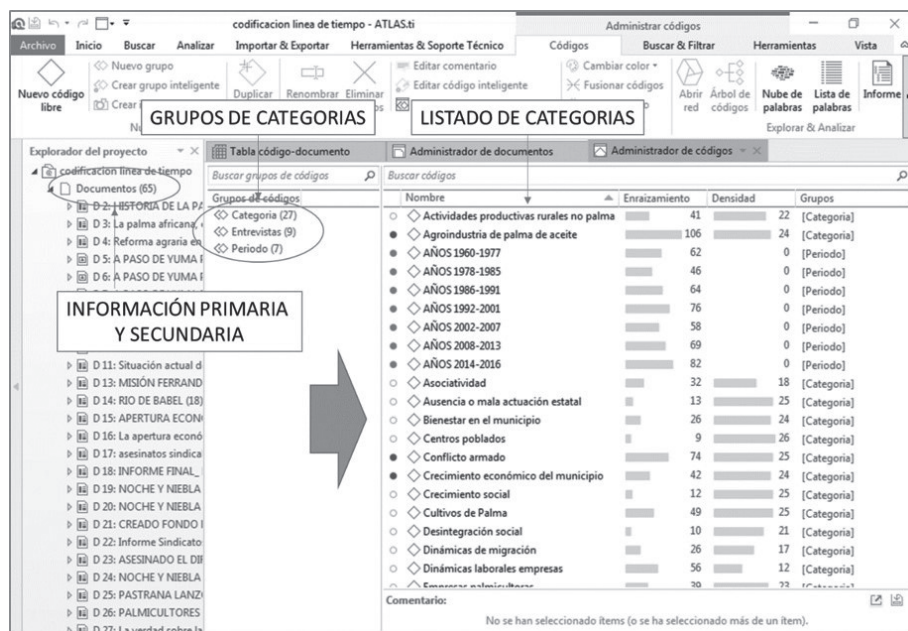 codificacion linea de tiempo - ATLAS.ti
Administrar códigos
Archivo Inicio Buscar Analizar Importar & Exportar Herramientas & Soporte Técnico Códigos Buscar & Filtrar Herramientas Vista
Nuevo código libre
Nuevo grupo
Crear grupo inteligente
Crear
Duplicar Renombrar Eliminar
Editar comentario
Editar código inteligente
Cambiar color
Fusionar códigos
Abrir red
Árbol de códigos
Nube de palabras
Lista de palabras
Informe
Explorar & Analizar
GRUPOS DE CATEGORIAS
LISTADO DE CATEGORIAS
Explorador del proyecto
Tabla código-documento
Administrador de documentos
Administrador de códigos
codificacion linea de tiempo
Documentos (65)
D 2: HISTORIA DE LA PA
D 3: La palma africana,
D 4: Reforma agraria en
D 5: A PASO DE YUMA
D 6: A PASO DE YUMA
INFORMACIÓN PRIMARIA
Y SECUNDARIA
D 11: Situación actual d
D 13: MISIÓN FERRAND
D 14: RIO DE BABEL (18)
D 15: APERTURA ECON
D 16: La apertura econó
D 17: asesinatos sindica
D 18: INFORME FINAL_
D 19: NOCHE Y NIEBLA
D 20: NOCHE Y NIEBLA
D 21: CREADO FONDO
D 22: Informe Sindicato
D 23: ASESINADO EL DI
D 24: NOCHE Y NIEBLA
D 25: PASTRANA LANZ
D 26: PALMICULTORES
D 27: La verdad sobre la
Buscar grupos de códigos
Grupos de códigos
Categoria (27)
Entrevistas (9)
Periodo (7)
Buscar códigos
Nombre Enraizamiento Densidad Grupos
Actividades productivas rurales no palma 41 22 [Categoria]
Agroindustria de palma de aceite 106 24 [Categoria]
AÑOS 1960-1977 62 0 [Periodo]
AÑOS 1978-1985 46 0 [Periodo]
AÑOS 1986-1991 64 0 [Periodo]
AÑOS 1992-2001 76 0 [Periodo]
AÑOS 2002-2007 58 0 [Periodo]
AÑOS 2008-2013 69 0 [Periodo]
AÑOS 2014-2016 82 0 [Periodo]
Asociatividad 32 18 [Categoria]
Ausencia o mala actuación estatal 13 25 [Categoria]
Bienestar en el municipio 26 24 [Categoria]
Centros poblados 9 26 [Categoria]
Conflicto armado 74 25 [Categoria]
Crecimiento económico del municipio 42 24 [Categoria]
Crecimiento social 12 25 [Categoria]
Cultivos de Palma 49 25 [Categoria]
Desintegración social 10 21 [Categoria]
Dinámicas de migración 26 17 [Categoria]
Dinámicas laborales empresas 56 12 [Categoria]
Empresas palmicultoras 39 23 [Categoria]
Comentario:
No se han seleccionado ítems (o se ha seleccionado más de un ítem).